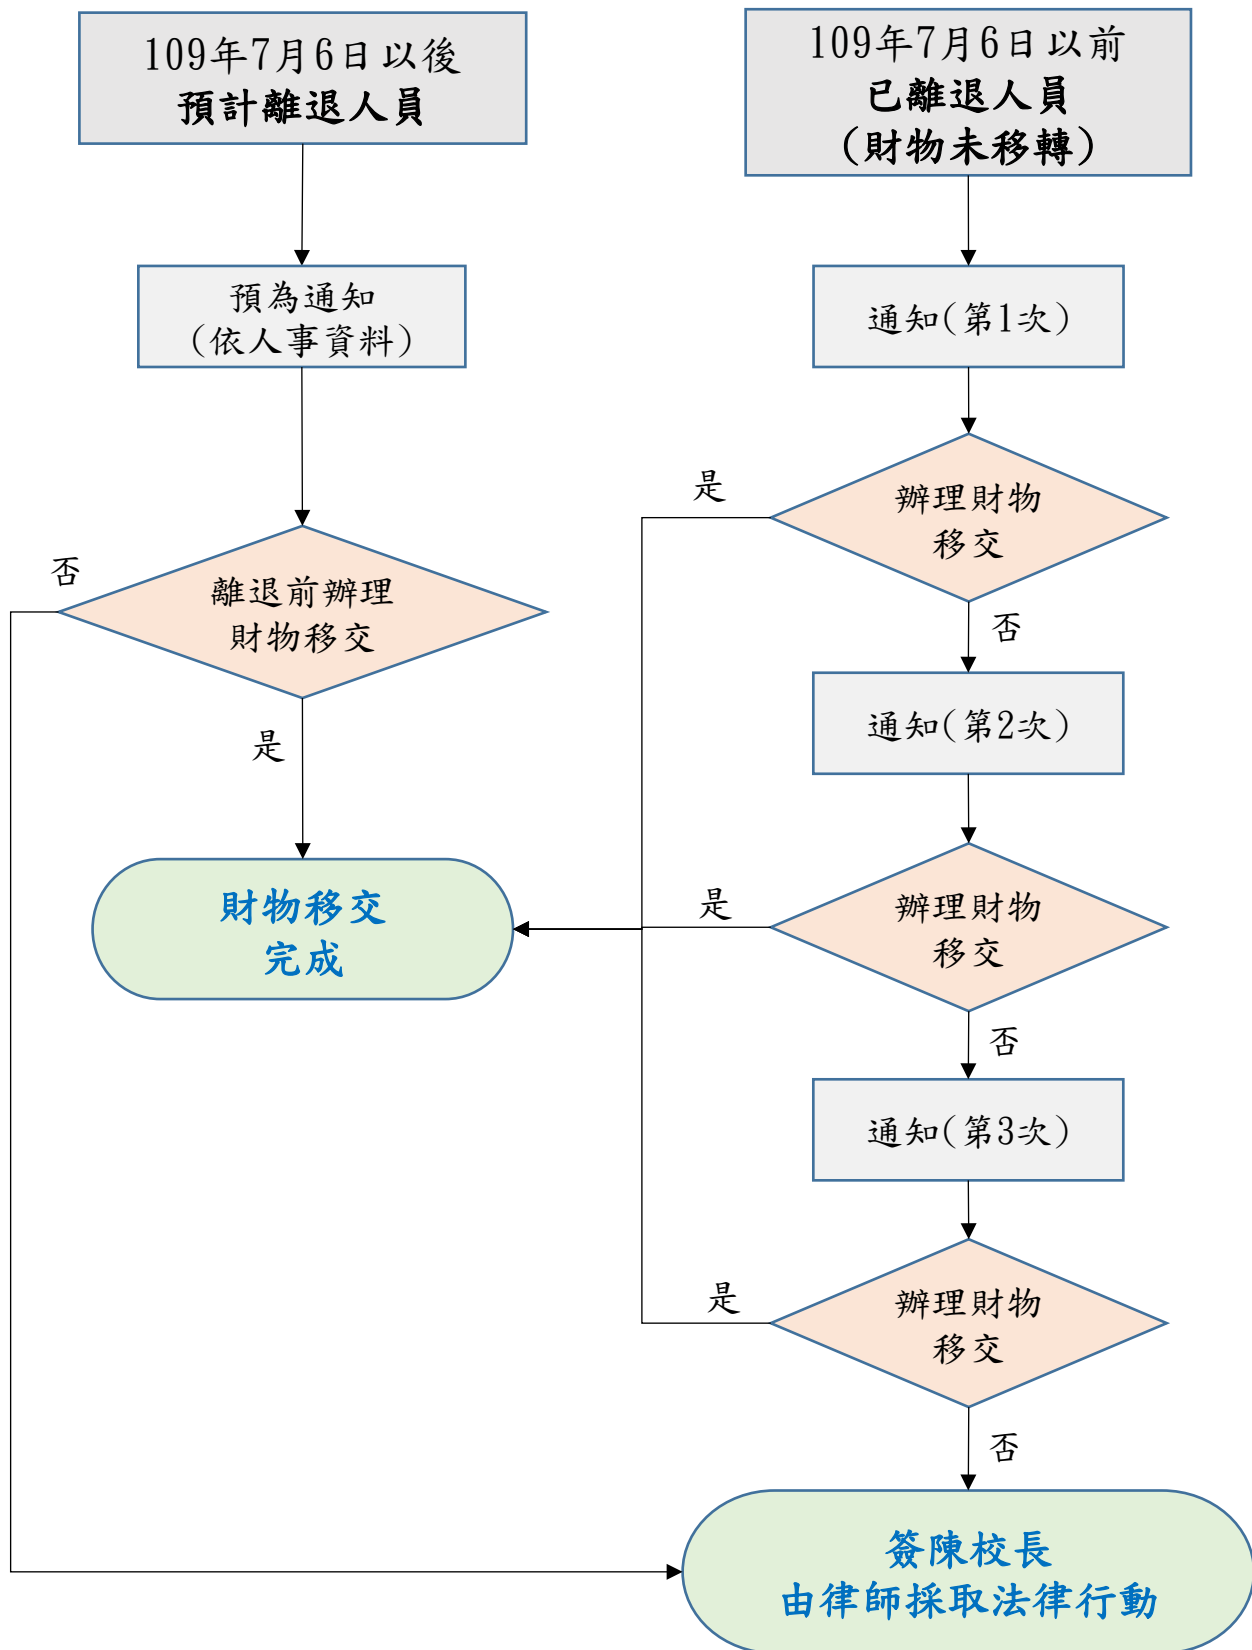 109年7月6日以後
預計離退人員
預為通知
(依人事資料)
否
離退前辦理
財物移交
是
財物移交
完成
109年7月6日以前
已離退人員
(財物未移轉)
通知(第1次)
是
辦理財物
移交
否
通知(第2次)
是
辦理財物
移交
否
通知(第3次)
是
辦理財物
移交
否
簽陳校長
由律師採取法律行動